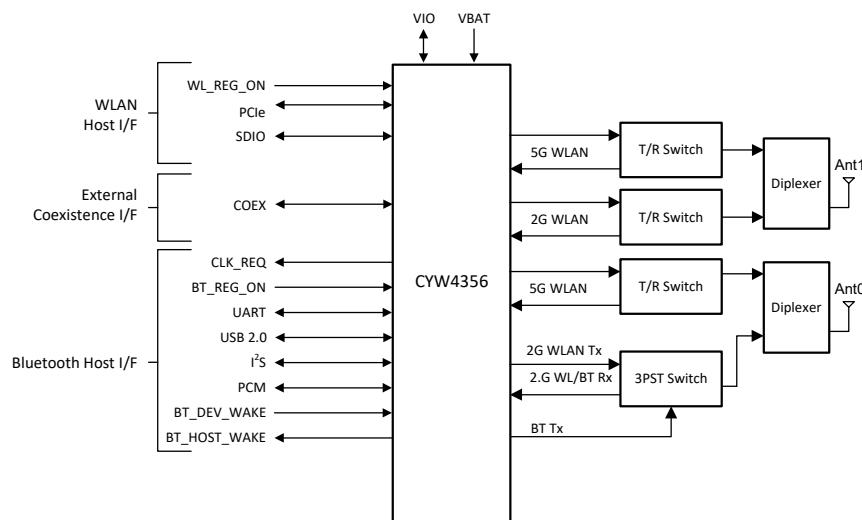 VIO
VBAT
WLAN
Host I/F
WL_REG_ON
PCIe
SDIO
External
Coexistence I/F
COEX
Bluetooth Host I/F
CLK_REQ
BT_REG_ON
UART
USB 2.0
I²S
PCM
BT_DEV_WAKE
BT_HOST_WAKE
CYW4356
5G WLAN
T/R Switch
2G WLAN
T/R Switch
Diplexer
Ant1
5G WLAN
T/R Switch
2G WLAN Tx
2.G WL/BT Rx
3PST Switch
BT Tx
Diplexer
Ant0